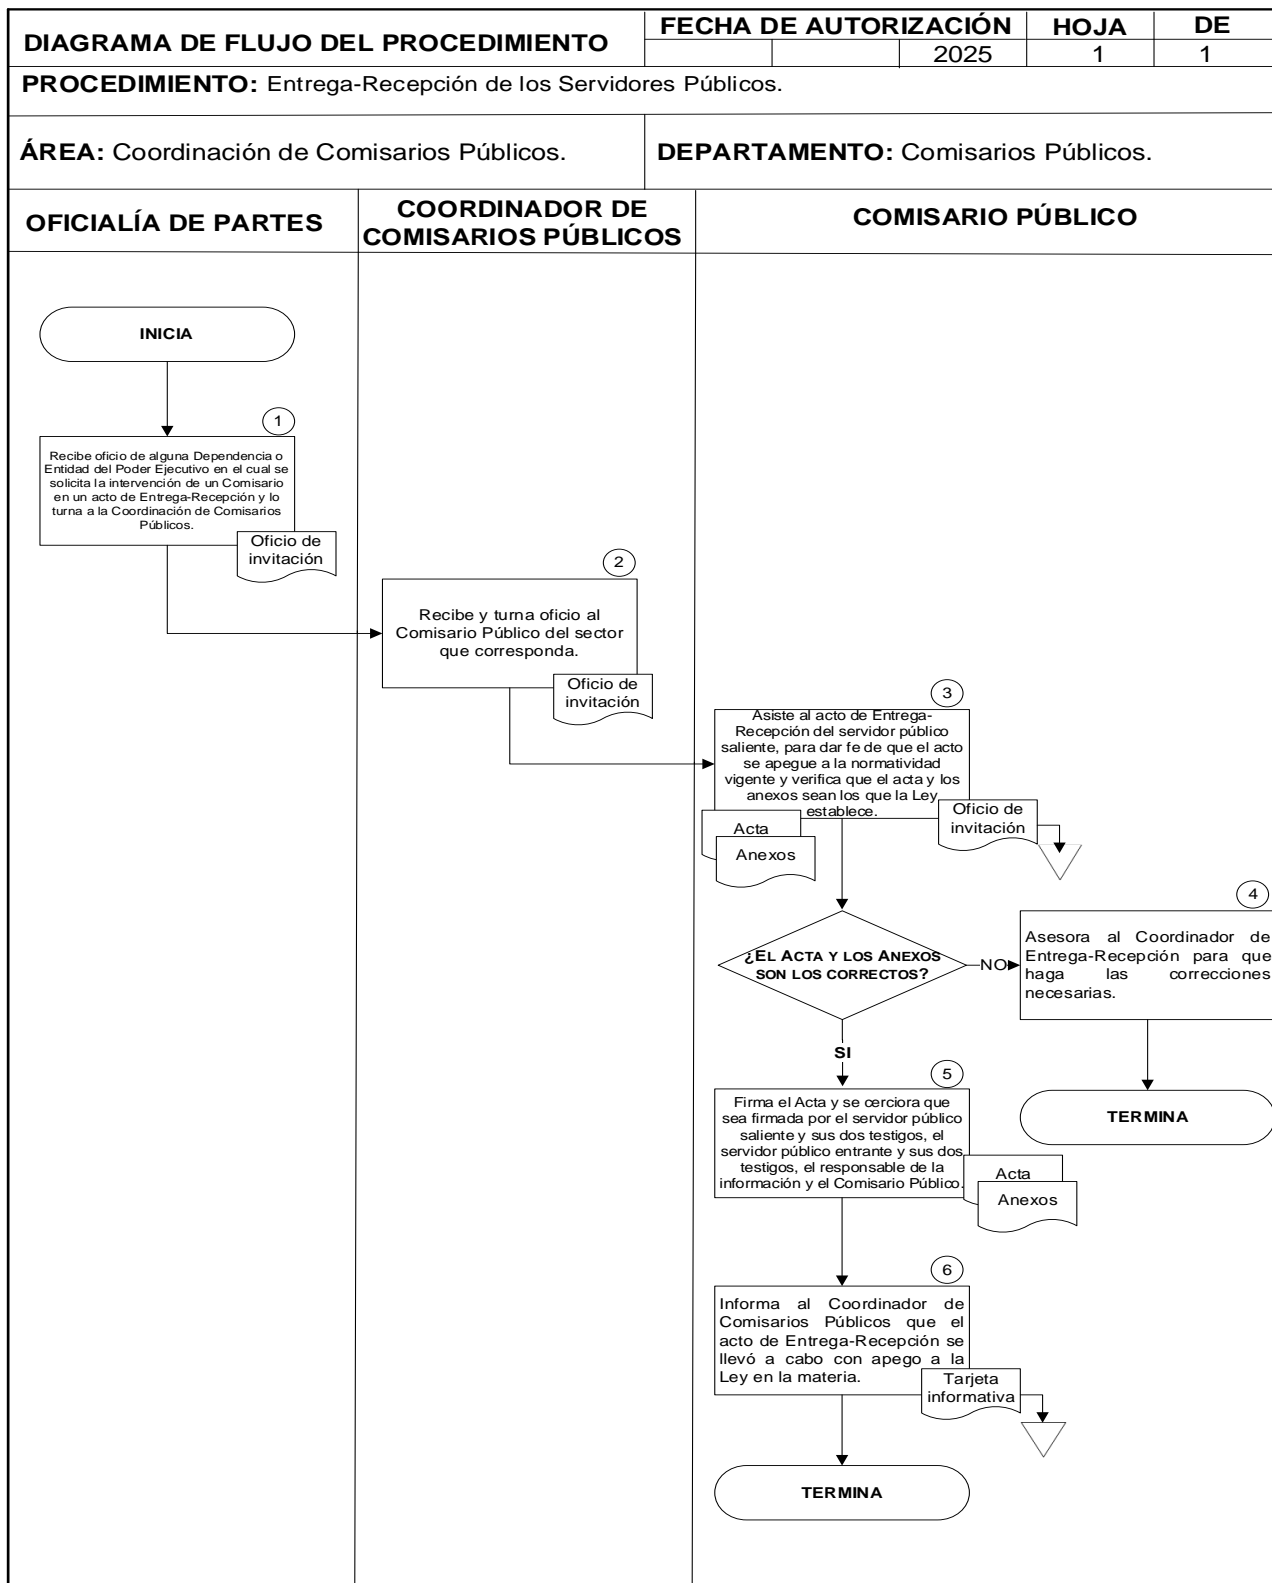 DIAGRAMA DE FLUJO DEL PROCEDIMIENTO
FECHA DE AUTORIZACIÓN
HOJA
DE
2025
1
1
PROCEDIMIENTO: Entrega-Recepción de los Servidores Públicos.
ÁREA: Coordinación de Comisarios Públicos.
DEPARTAMENTO: Comisarios Públicos.
OFICIALÍA DE PARTES
COORDINADOR DE
COMISARIOS PÚBLICOS
COMISARIO PÚBLICO
INICIA
1
Recibe oficio de alguna Dependencia o
Entidad del Poder Ejecutivo en el cual se
solicita la intervención de un Comisario
en un acto de Entrega-Recepción y lo
turna a la Coordinación de Comisarios
Públicos.
Oficio de
invitación
2
Recibe y turna oficio al
Comisario Público del sector
que corresponda.
Oficio de
invitación
3
Asiste al acto de Entrega-
Recepción del servidor público
saliente, para dar fe de que el acto
se apegue a la normatividad
vigente y verifica que el acta y los
anexos sean los que la Ley
establece.
Acta
Anexos
Oficio de
invitación
¿EL ACTA Y LOS ANEXOS
SON LOS CORRECTOS?
NO
4
Asesora al Coordinador de
Entrega-Recepción para que
haga las correcciones
necesarias.
TERMINA
SI
5
Firma el Acta y se cerciora que
sea firmada por el servidor público
saliente y sus dos testigos, el
servidor público entrante y sus dos
testigos, el responsable de la
información y el Comisario Público.
Acta
Anexos
6
Informa al Coordinador de
Comisarios Públicos que el
acto de Entrega-Recepción se
llevó a cabo con apego a la
Ley en la materia.
Tarjeta
informativa
TERMINA